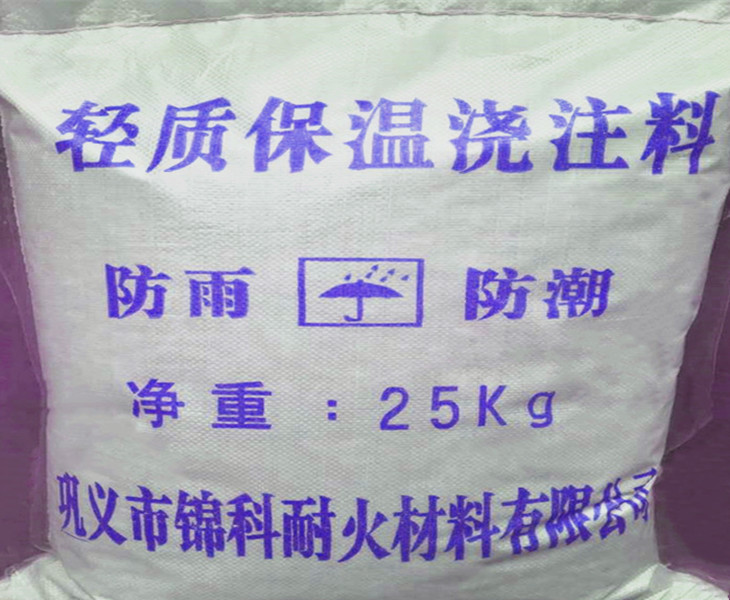 轻质保温浇注料
防雨 防潮
净重:25Kg
巩义市锦科耐火材料有限公司